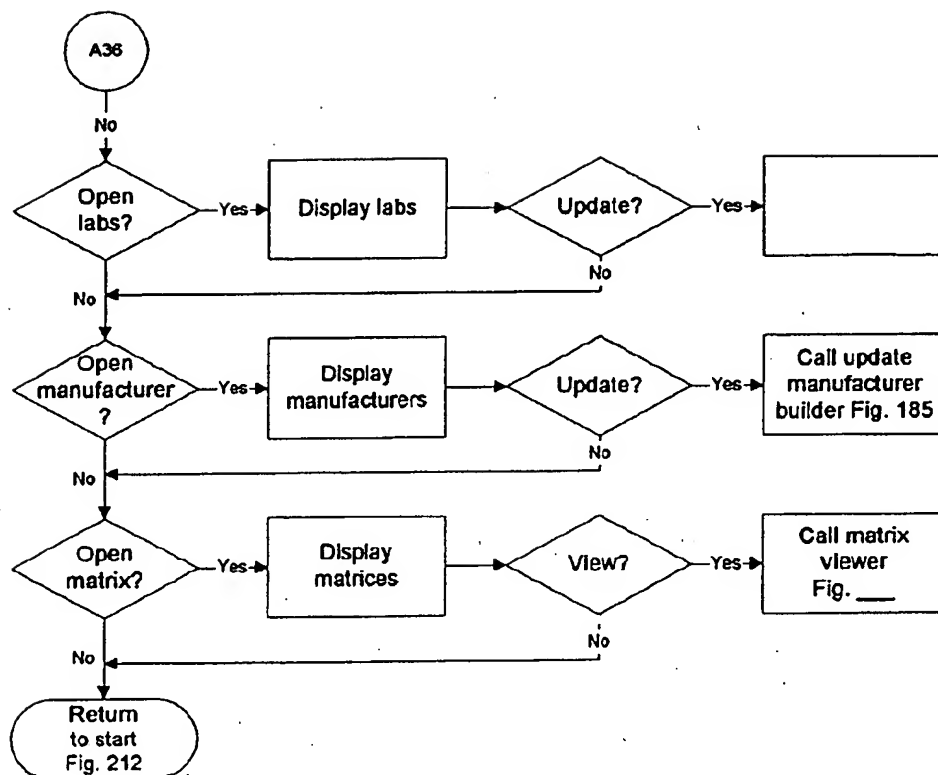 A36
No
Open
labs?
Yes
Display labs
Update?
Yes
No
No
Open
manufacturer
?
Yes
Display
manufacturers
Update?
Yes
Call update
manufacturer
builder Fig. 185
No
No
Open
matrix?
Yes
Display
matrices
View?
Yes
Call matrix
viewer
Fig. ___
No
No
Return
to start
Fig. 212